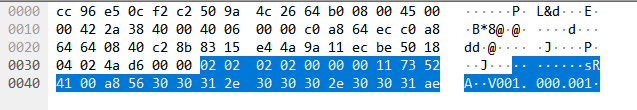 0000 cc 96 e5 0c f2 c2 50 9a 4c 26 64 b0 08 00 45 00 ······P· L&d···E·
0010 00 42 2a 38 40 00 40 06 00 00 c0 a8 64 ec c0 a8 ·B*8@·@· ····d···
0020 64 64 08 40 c2 8b 83 15 e4 4a 9a 11 ec be 50 18 dd·@···· ·J····P·
0030 04 02 4a d6 00 00 02 02 02 02 00 00 00 11 73 52 ··J····· ······sR
0040 41 00 a8 56 30 30 31 2e 30 30 30 2e 30 30 31 ae A··V001. 000.001·